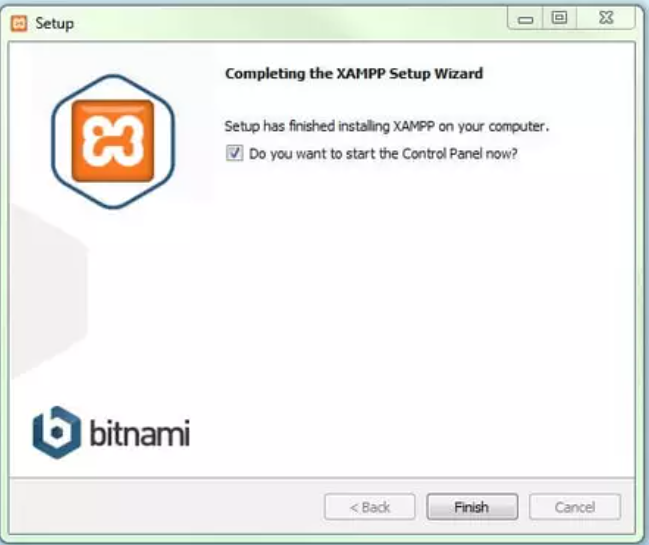 Setup
Completing the XAMPP Setup Wizard
Setup has finished installing XAMPP on your computer.
Do you want to start the Control Panel now?
bitnami
< Back
Finish
Cancel